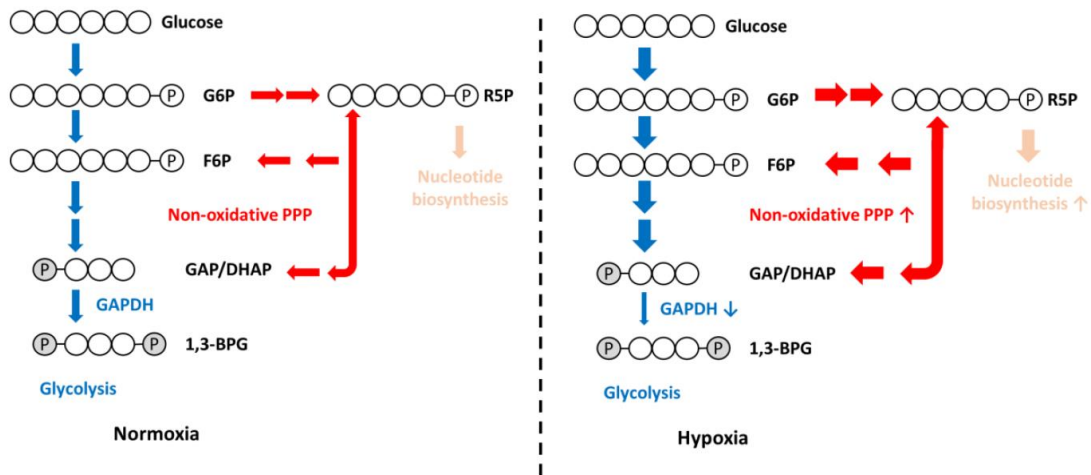 Glucose
P G6P
P R5P
P F6P
Nucleotide
biosynthesis
Non-oxidative PPP
P GAP/DHAP
GAPDH
P P 1,3-BPG
Glycolysis
Normoxia
Glucose
P G6P
P R5P
P F6P
Nucleotide
biosynthesis ↑
Non-oxidative PPP ↑
P GAP/DHAP
GAPDH ↓
P P 1,3-BPG
Glycolysis
Hypoxia